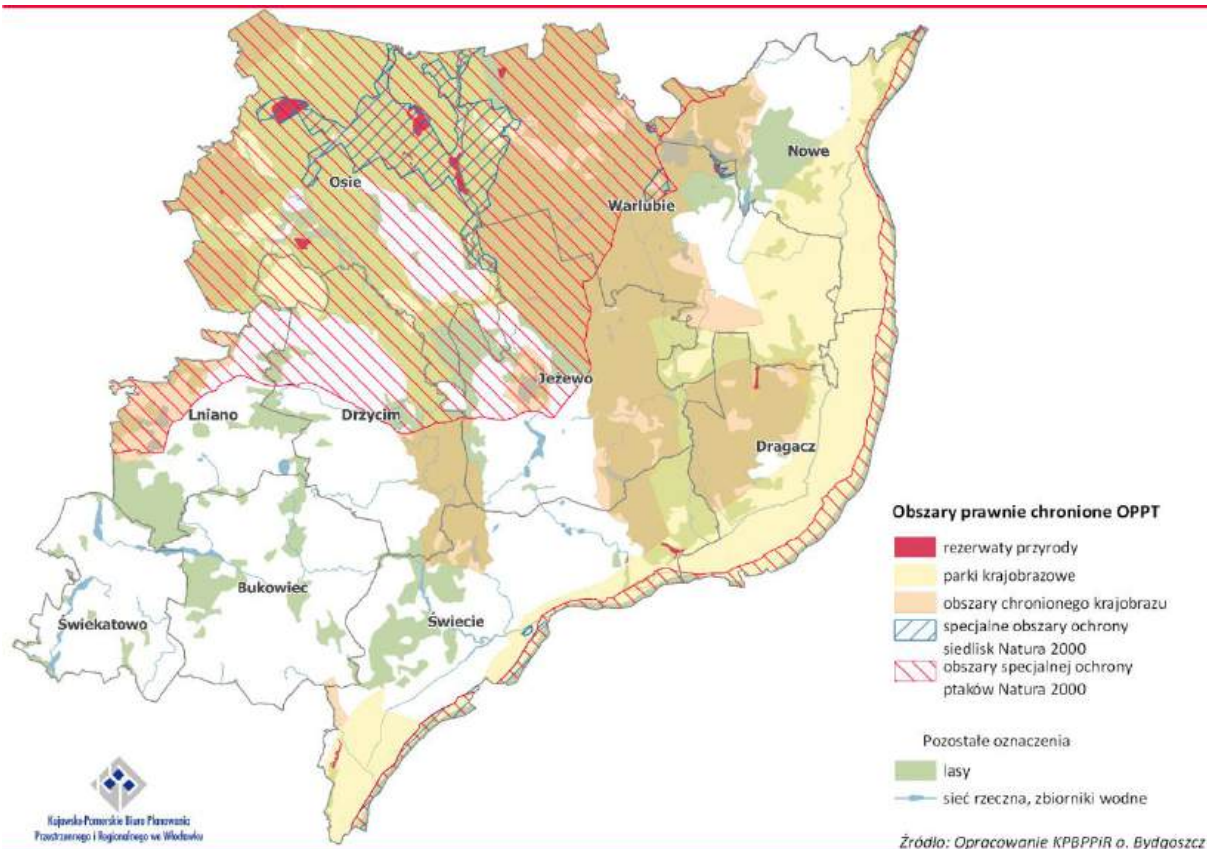 Nowe
Osie
Warlubie
Jeżewo
Lniano
Drzycim
Dragacz
Bukowiec
Świekatowo
Świecie
Obszary prawnie chronione OPPT
rezerwaty przyrody
parki krajobrazowe
obszary chronionego krajobrazu
specjalne obszary ochrony
siedlisk Natura 2000
obszary specjalnej ochrony
ptaków Natura 2000
Pozostałe oznaczenia
lasy
sieć rzeczna, zbiorniki wodne
Kujawsko-Pomorskie Biuro Planowania
Przestrzennego i Regionalnego we Włocławku
Źródło: Opracowanie KPBPPiR o. Bydgoszcz